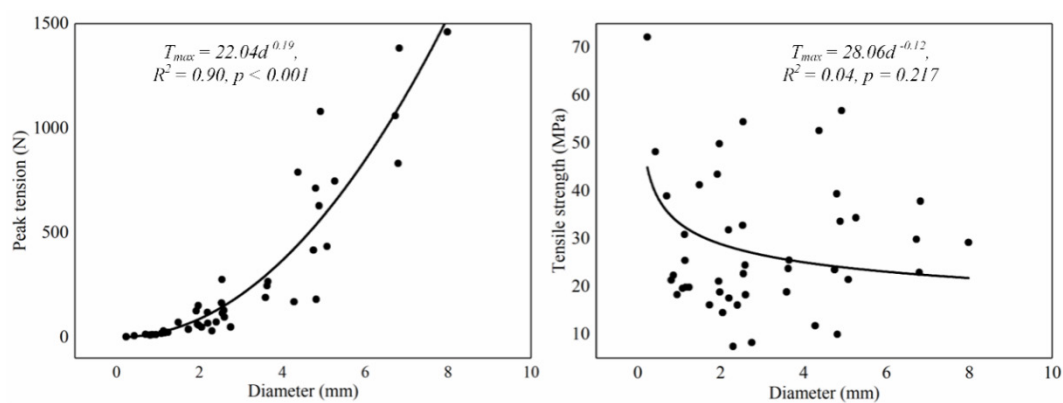 1500
1000
500
0
Peak tension (N)
T_max = 22.04d^0.19,
R² = 0.90, p < 0.001
0 2 4 6 8 10
Diameter (mm)
70
60
50
40
30
20
10
Tensile strength (MPa)
T_max = 28.06d^-0.12,
R² = 0.04, p = 0.217
0 2 4 6 8 10
Diameter (mm)